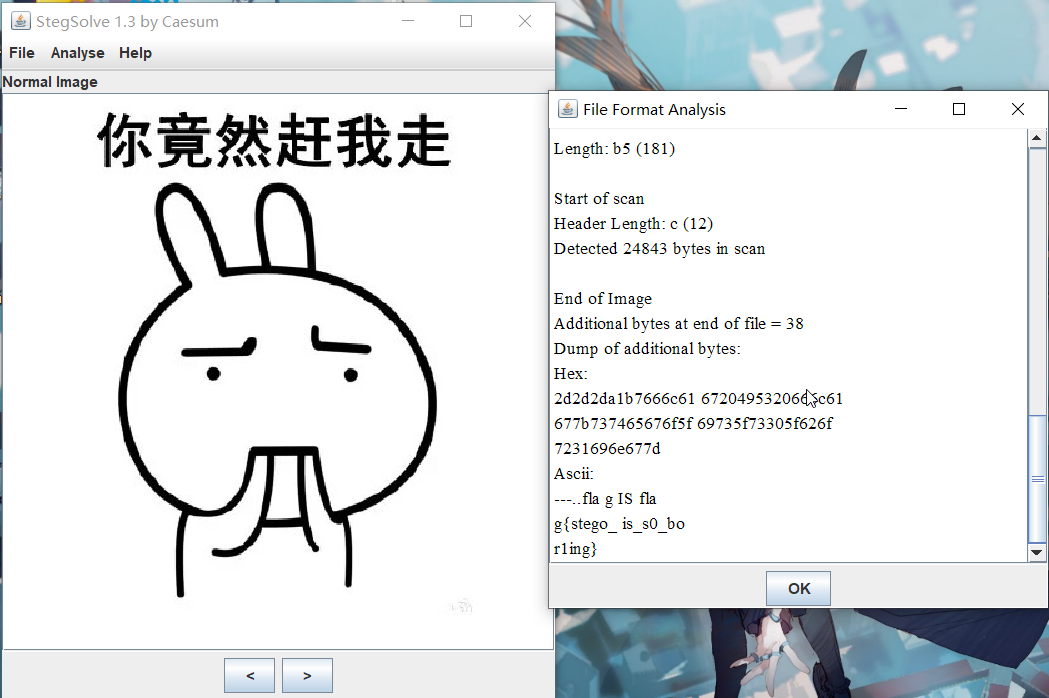 StegSolve 1.3 by Caesum
File Analyse Help
Normal Image
你竟然赶我走
< >
File Format Analysis
Length: b5 (181)
Start of scan
Header Length: c (12)
Detected 24843 bytes in scan
End of Image
Additional bytes at end of file = 38
Dump of additional bytes:
Hex:
2d2d2da1b7666c61 6720495320666c61
677b737465676f5f 69735f73305f626f
7231696e677d
Ascii:
---..fla g IS fla
g{stego_ is_s0_bo
r1ing}
OK